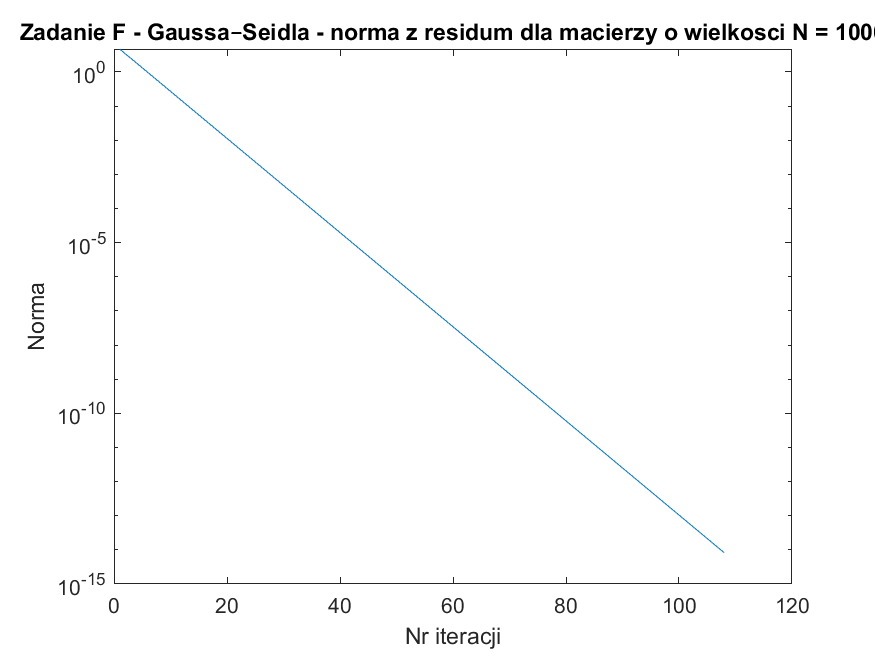 Zadanie F - Gaussa−Seidla - norma z residum dla macierzy o wielkosci N = 100
10^0
10^-5
10^-10
10^-15
Norma
0 20 40 60 80 100 120
Nr iteracji